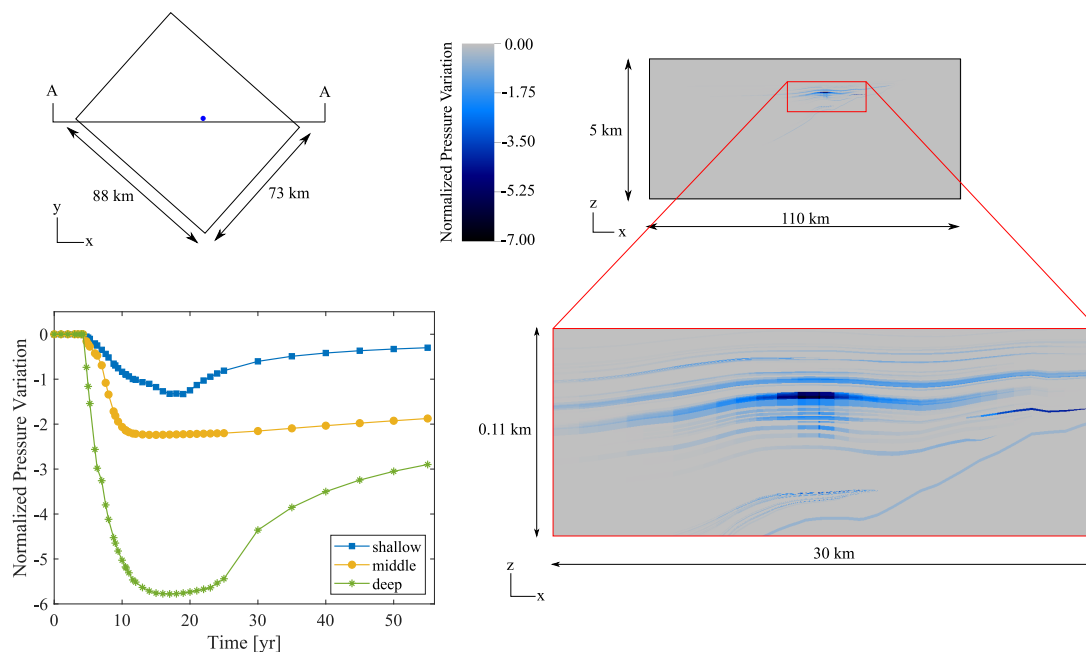 A
A
88 km
73 km
y
x
Normalized Pressure Variation
0.00
-1.75
-3.50
-5.25
-7.00
5 km
110 km
z
x
Normalized Pressure Variation
0
-1
-2
-3
-4
-5
-6
0
10
20
30
40
50
Time [yr]
shallow
middle
deep
0.11 km
30 km
z
x